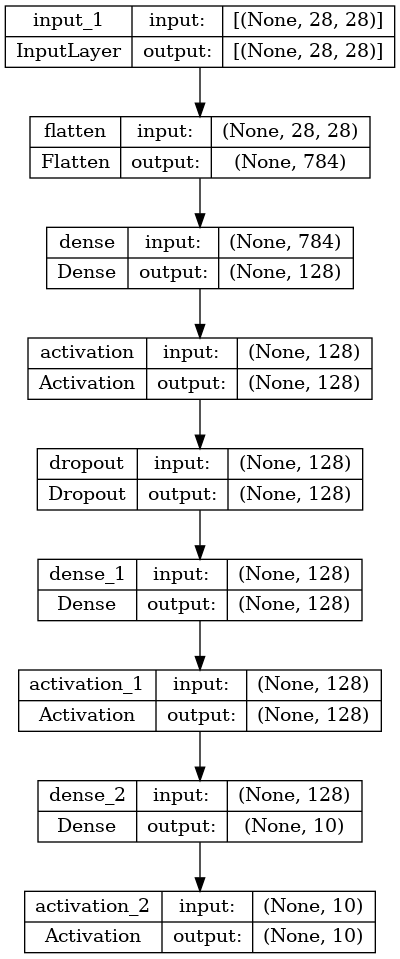 input_1 input: [(None, 28, 28)]
InputLayer output: [(None, 28, 28)]
flatten input: (None, 28, 28)
Flatten output: (None, 784)
dense input: (None, 784)
Dense output: (None, 128)
activation input: (None, 128)
Activation output: (None, 128)
dropout input: (None, 128)
Dropout output: (None, 128)
dense_1 input: (None, 128)
Dense output: (None, 128)
activation_1 input: (None, 128)
Activation output: (None, 128)
dense_2 input: (None, 128)
Dense output: (None, 10)
activation_2 input: (None, 10)
Activation output: (None, 10)